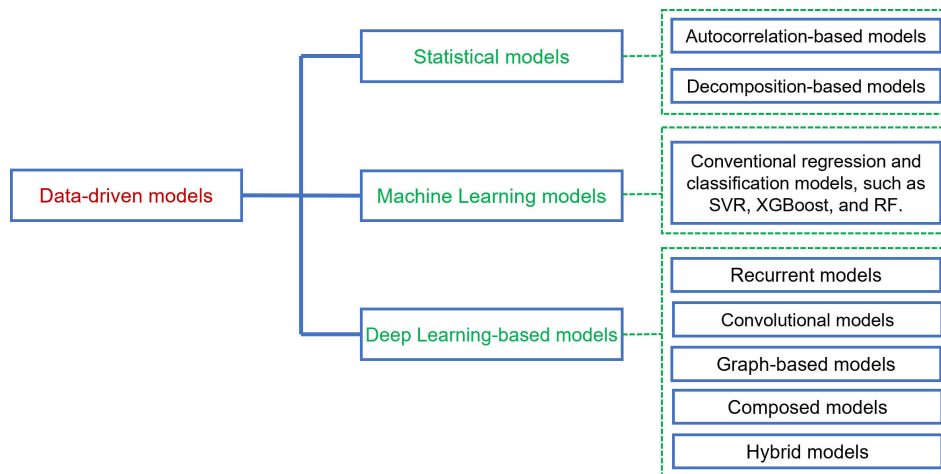 Data-driven models
Statistical models
Autocorrelation-based models
Decomposition-based models
Machine Learning models
Conventional regression and
classification models, such as
SVR, XGBoost, and RF.
Deep Learning-based models
Recurrent models
Convolutional models
Graph-based models
Composed models
Hybrid models